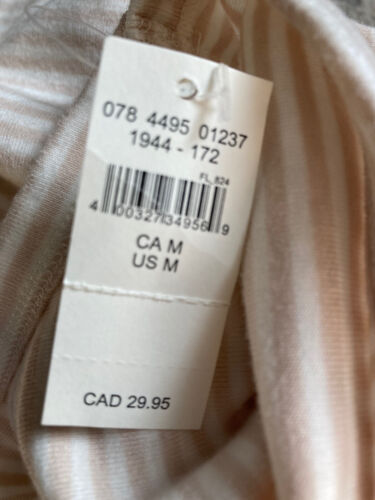 078 4495 01237
1944 - 172
FL_824
4 00327 34956 9
CA M
US M
CAD 29.95